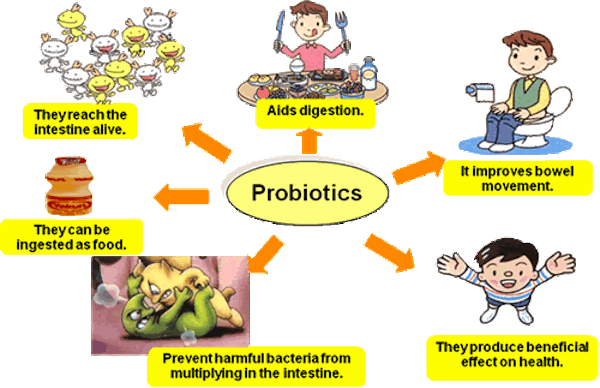 They reach the
intestine alive.
Aids digestion.
It improves bowel
movement.
Probiotics
They can be
ingested as food.
Prevent harmful bacteria from
multiplying in the intestine.
They produce beneficial
effect on health.